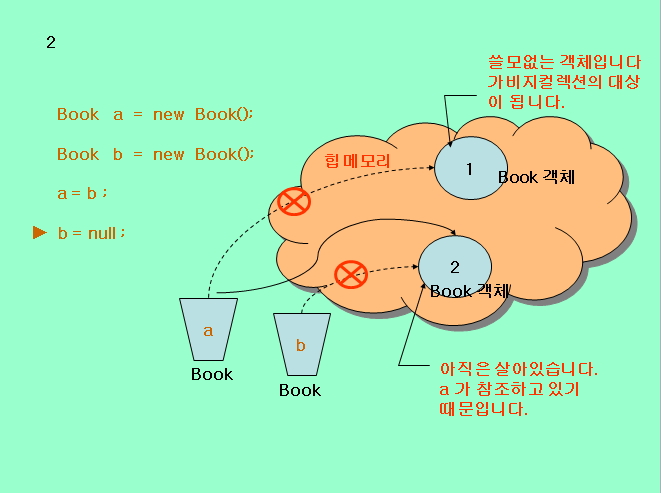 2
쓸모없는 객체입니다
가비지컬렉션의 대상
이 됩니다.
Book a = new Book();
Book b = new Book();
a = b ;
b = null ;
힙 메모리
1
Book 객체
2
Book 객체
a
Book
b
Book
아직은 살아있습니다.
a 가 참조하고 있기
때문입니다.